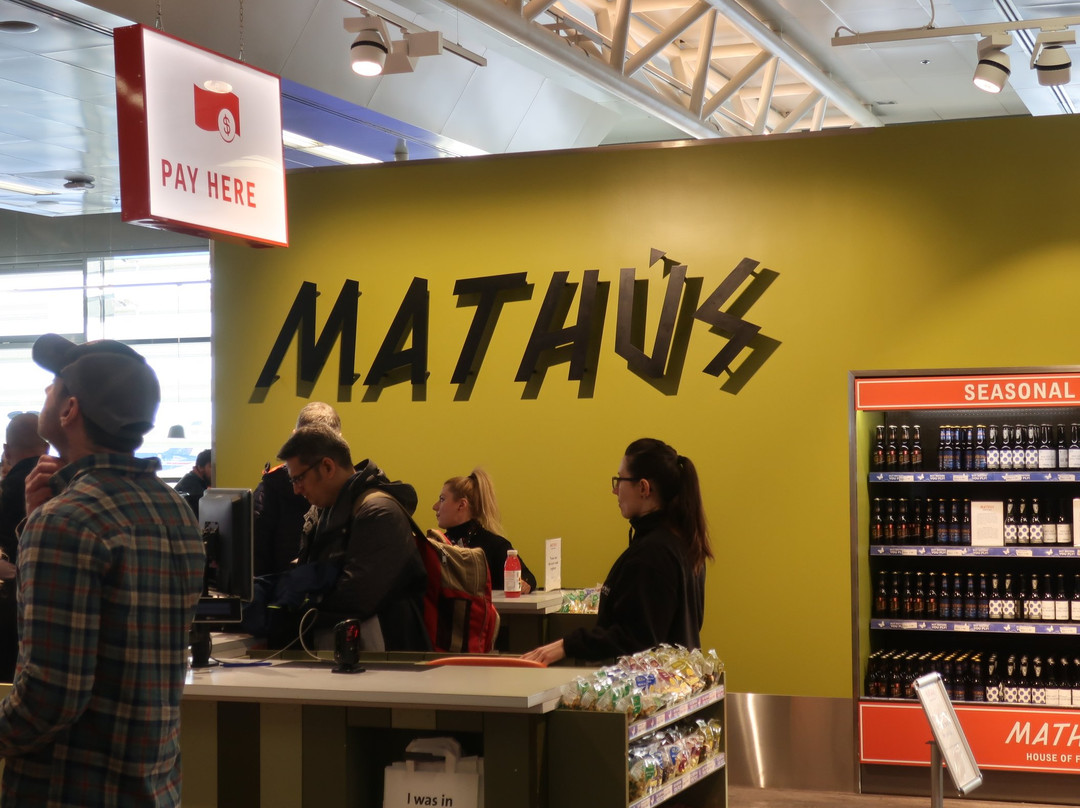 $
PAY HERE
MATHÚS
SEASONAL
MATH
HOUSE OF F
I was in